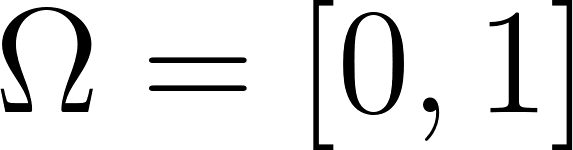 Ω = [0, 1]